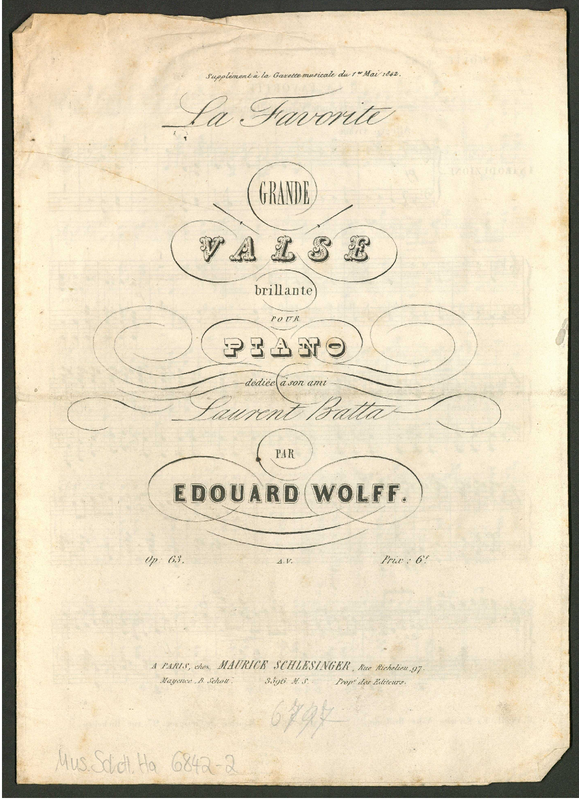 Supplément à la Gazette musicale du 1er Mai 1842.
La Favorite
GRANDE
VALSE
brillante
POUR
PIANO
dédiée à son ami
Laurent Batta
PAR
EDOUARD WOLFF.
Op: 63. A.V. Prix: 6f
A PARIS, chez MAURICE SCHLESINGER, Rue Richelieu, 97.
Mayence, B. Schott. 3396. M. S. Propté des Editeurs.
6797
Mus. Schott. Ha 6842-2